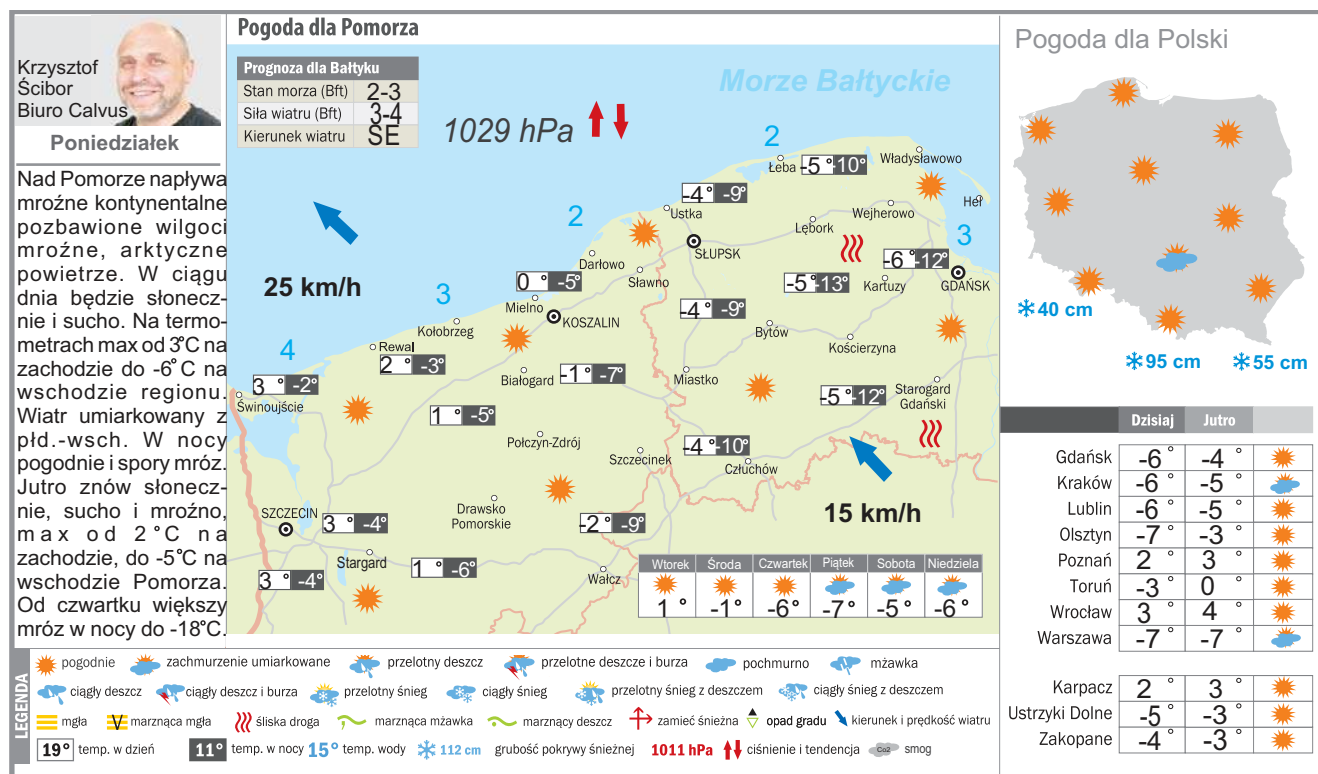 Krzysztof
Ścibor
Biuro Calvus
Poniedziałek
Nad Pomorze napływa
mroźne kontynentalne
pozbawione wilgoci
mroźne, arktyczne
powietrze. W ciągu
dnia będzie słonecz-
nie i sucho. Na termo-
metrach max od 3°C na
zachodzie do -6°C na
wschodzie regionu.
Wiatr umiarkowany z
płd.-wsch. W nocy
pogodnie i spory mróz.
Jutro znów słonecz-
nie, sucho i mroźno,
max od 2°C na
zachodzie, do -5°C na
wschodzie Pomorza.
Od czwartku większy
mróz w nocy do -18°C.
Pogoda dla Pomorza
Prognoza dla Bałtyku
Stan morza (Bft) 2-3
Siła wiatru (Bft) 3-4
Kierunek wiatru SE
Morze Bałtyckie
1029 hPa
2
Łeba -5° -10°
Władysławowo
-4° -9°
Ustka
Wejherowo
Hel
2
Lębork
3
SŁUPSK
Darłowo
-6° -12°
25 km/h
0° -5°
Sławno
-5° -13°
Kartuzy
GDAŃSK
3
Mielno
-4° -9°
Kołobrzeg
KOSZALIN
Bytów
Kościerzyna
4
Rewal
2° -3°
3° -2°
Białogard
-1° -7°
Miastko
Starogard
Gdański
Świnoujście
-5° -12°
1° -5°
Połczyn-Zdrój
-4° -10°
Szczecinek
Człuchów
Drawsko
Pomorskie
SZCZECIN
3° -4°
-2° -9°
15 km/h
Stargard
1° -6°
3° -4°
Wałcz
Wtorek Środa Czwartek Piątek Sobota Niedziela
1° -1° -6° -7° -5° -6°
Pogoda dla Polski
40 cm
95 cm 55 cm
Dzisiaj Jutro
Gdańsk -6° -4°
Kraków -6° -5°
Lublin -6° -5°
Olsztyn -7° -3°
Poznań 2° 3°
Toruń -3° 0°
Wrocław 3° 4°
Warszawa -7° -7°
Karpacz 2° 3°
Ustrzyki Dolne -5° -3°
Zakopane -4° -3°
LEGENDA
pogodnie zachmurzenie umiarkowane przelotny deszcz przelotne deszcze i burza pochmurno mżawka
ciągły deszcz ciągły deszcz i burza przelotny śnieg ciągły śnieg przelotny śnieg z deszczem ciągły śnieg z deszczem
mgła marznąca mgła śliska droga marznąca mżawka marznący deszcz zamieć śnieżna opad gradu kierunek i prędkość wiatru
19° temp. w dzień 11° temp. w nocy 15° temp. wody 112 cm grubość pokrywy śnieżnej 1011 hPa ciśnienie i tendencja Co2 smog